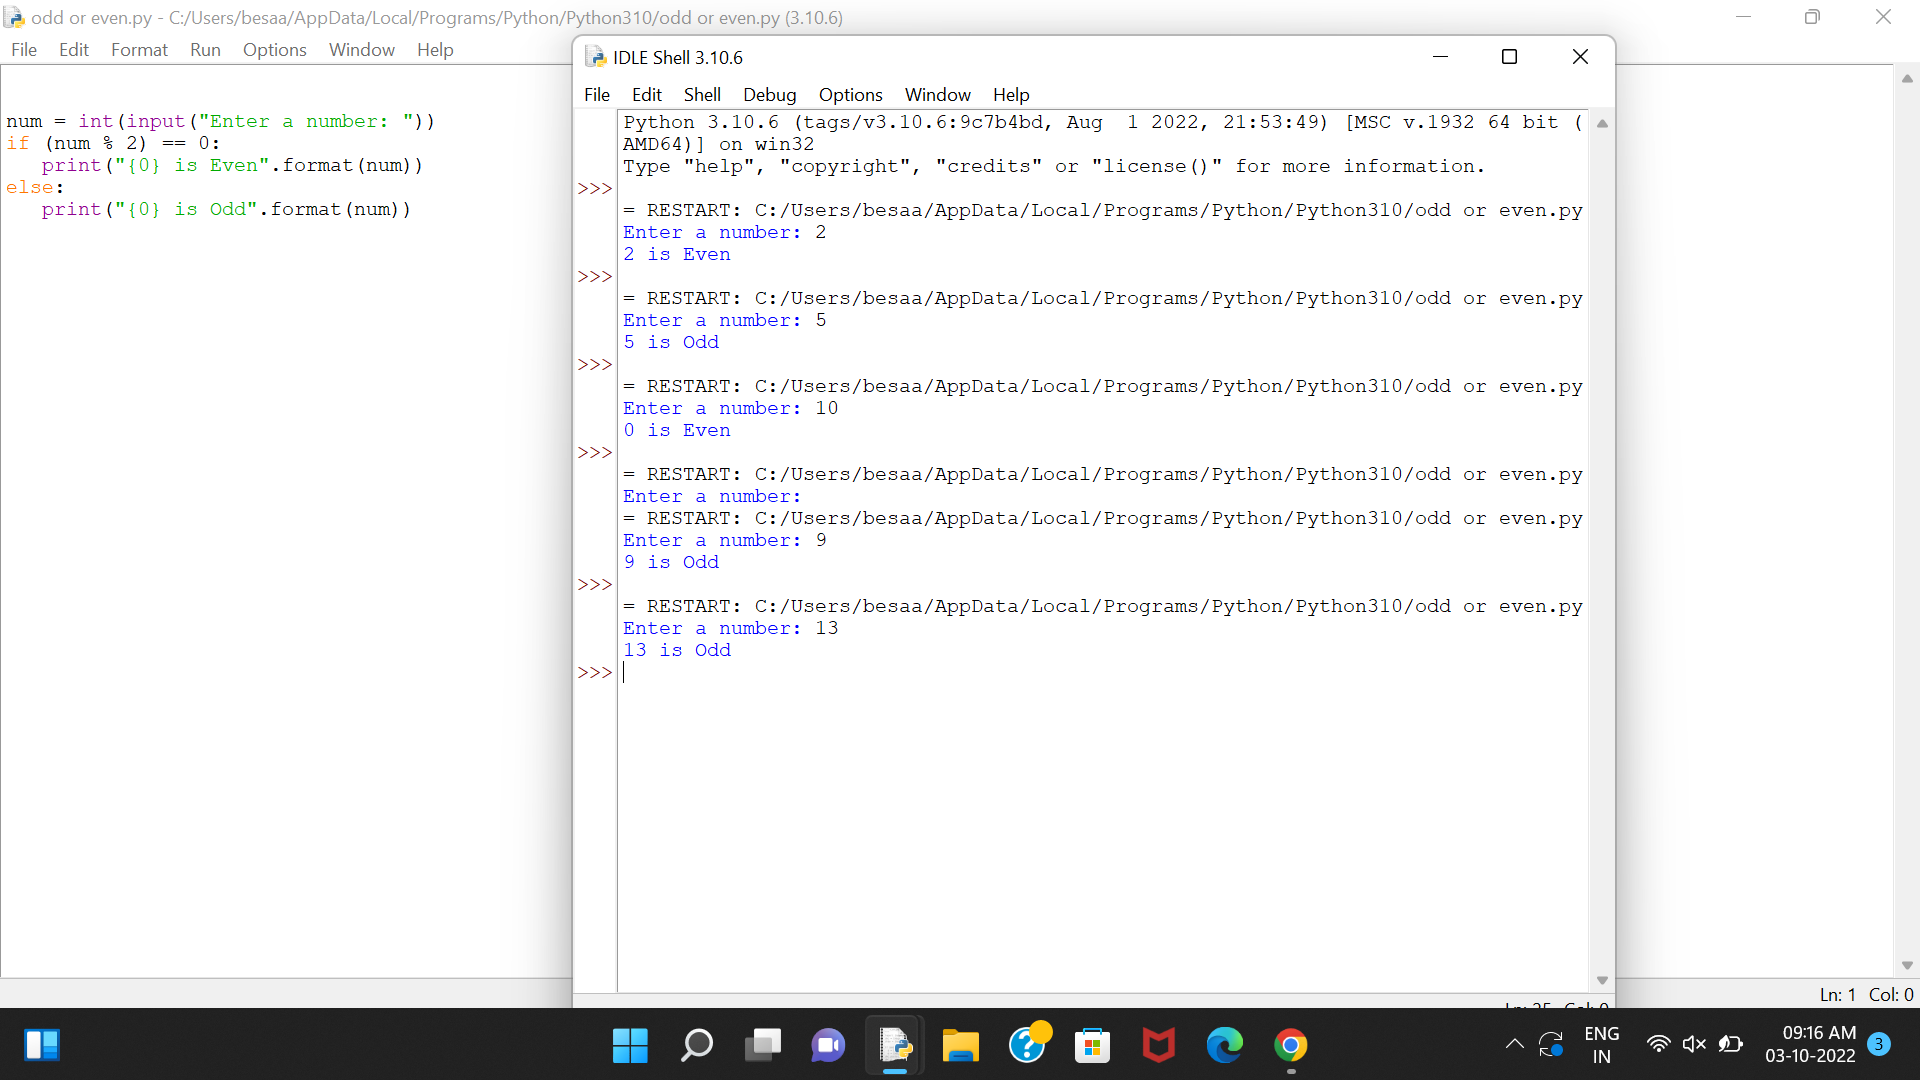 odd or even.py - C:/Users/besaa/AppData/Local/Programs/Python/Python310/odd or even.py (3.10.6)
File Edit Format Run Options Window Help
num = int(input("Enter a number: "))
if (num % 2) == 0:
   print("{0} is Even".format(num))
else:
   print("{0} is Odd".format(num))
IDLE Shell 3.10.6
File Edit Shell Debug Options Window Help
Python 3.10.6 (tags/v3.10.6:9c7b4bd, Aug  1 2022, 21:53:49) [MSC v.1932 64 bit (
AMD64)] on win32
Type "help", "copyright", "credits" or "license()" for more information.
>>>
= RESTART: C:/Users/besaa/AppData/Local/Programs/Python/Python310/odd or even.py
Enter a number: 2
2 is Even
>>>
= RESTART: C:/Users/besaa/AppData/Local/Programs/Python/Python310/odd or even.py
Enter a number: 5
5 is Odd
>>>
= RESTART: C:/Users/besaa/AppData/Local/Programs/Python/Python310/odd or even.py
Enter a number: 10
0 is Even
>>>
= RESTART: C:/Users/besaa/AppData/Local/Programs/Python/Python310/odd or even.py
Enter a number:
= RESTART: C:/Users/besaa/AppData/Local/Programs/Python/Python310/odd or even.py
Enter a number: 9
9 is Odd
>>>
= RESTART: C:/Users/besaa/AppData/Local/Programs/Python/Python310/odd or even.py
Enter a number: 13
13 is Odd
>>>
Ln: 1 Col: 0
ENG
IN
09:16 AM
03-10-2022
3